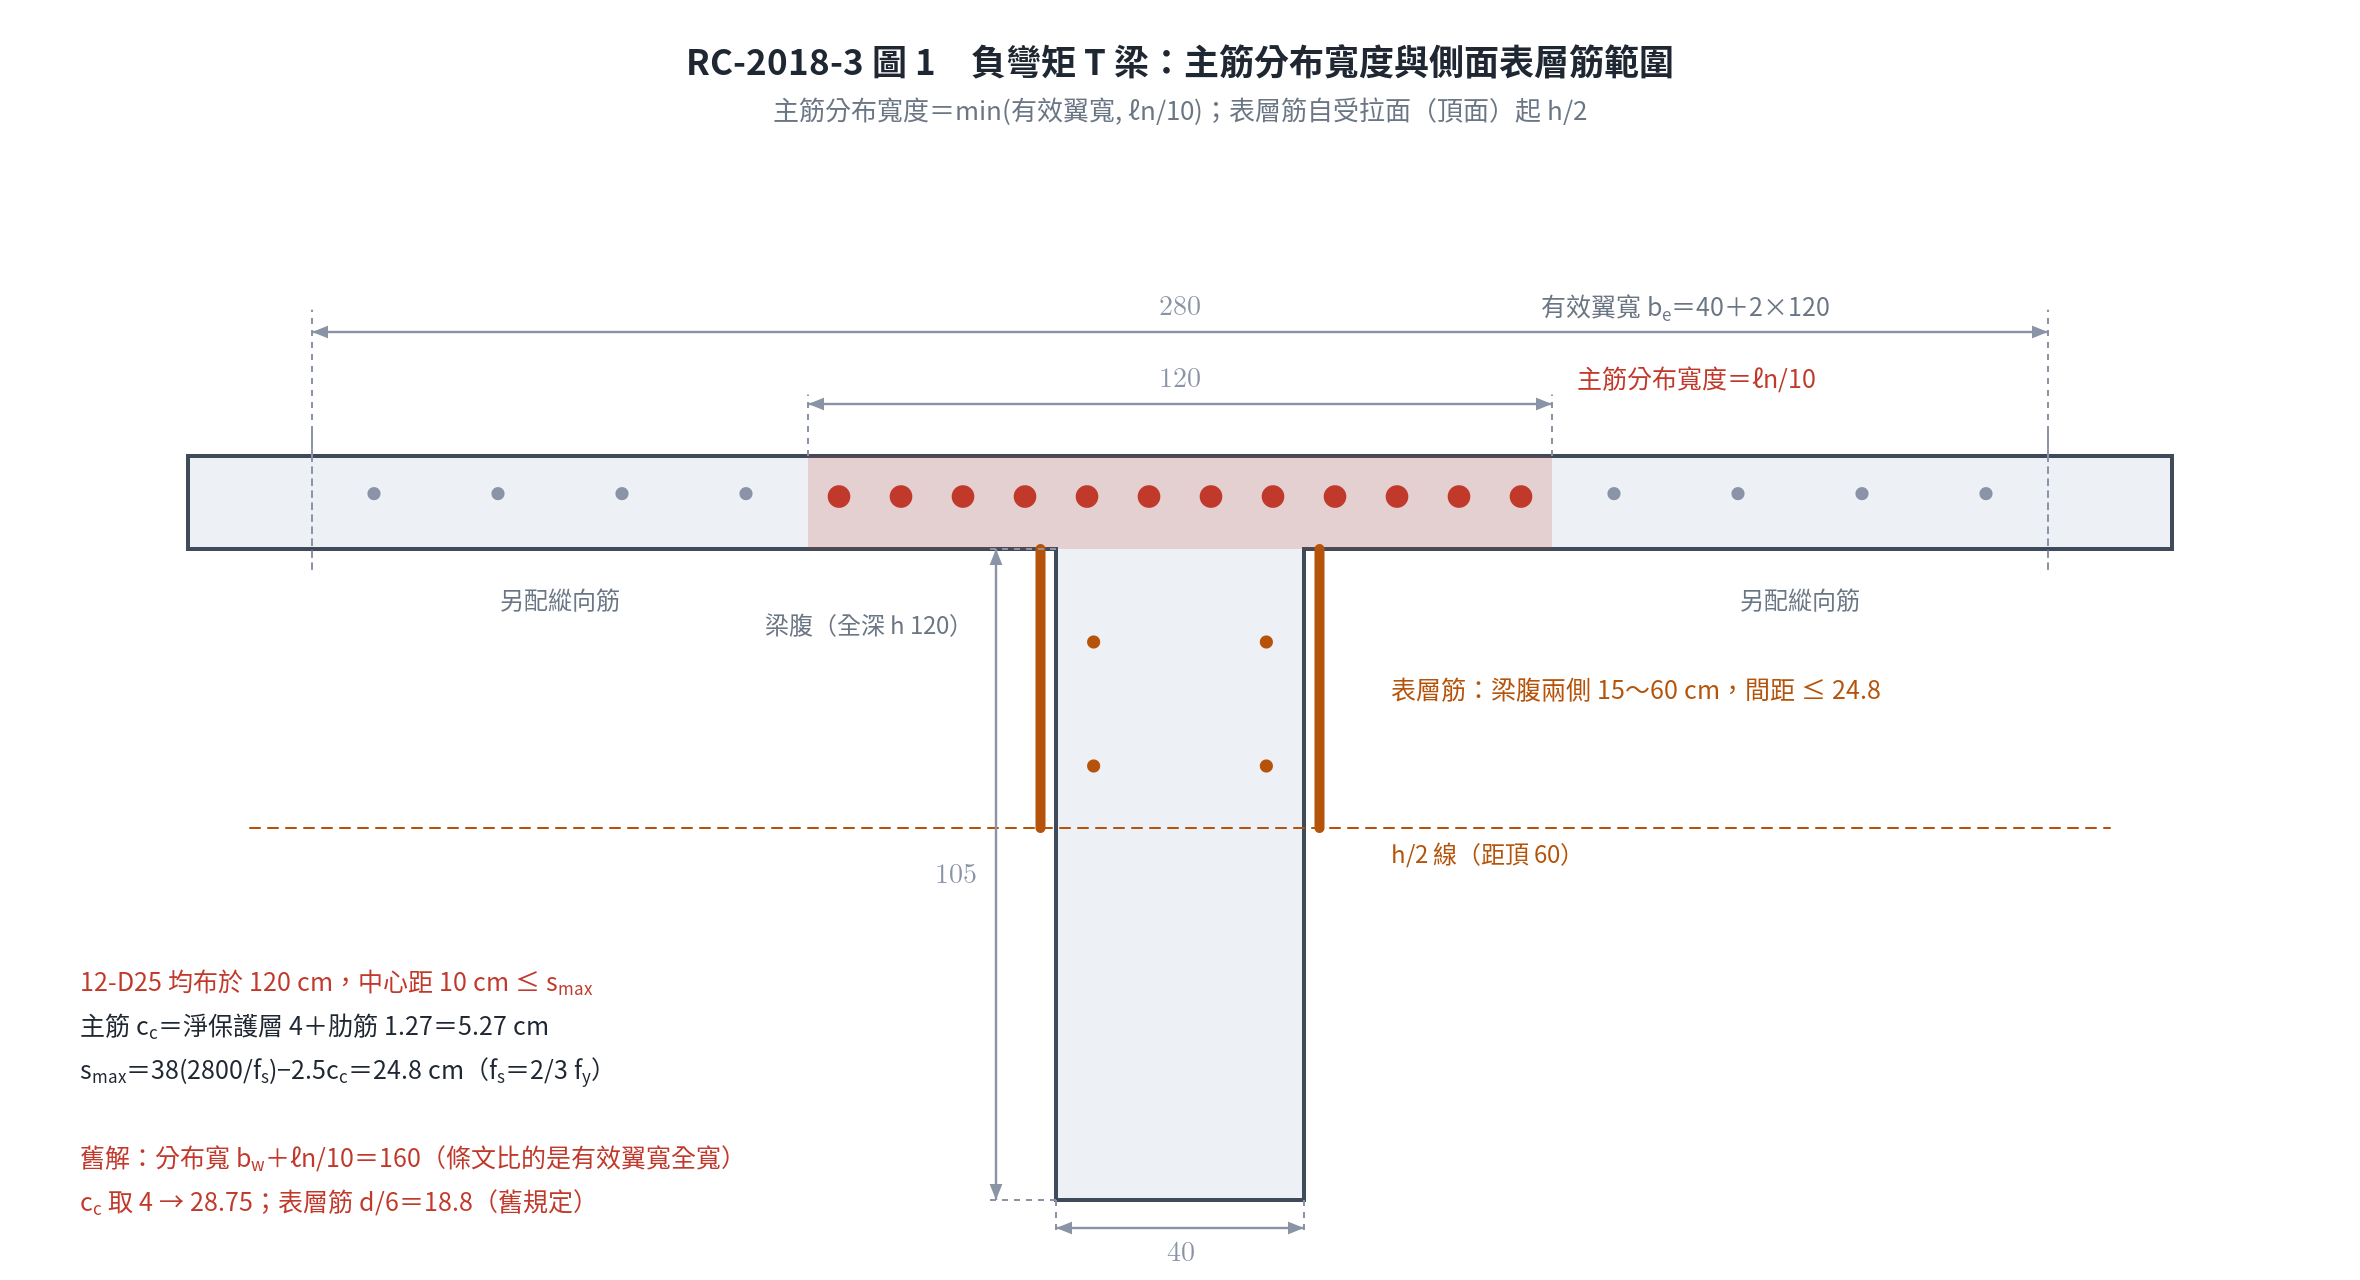 RC-2018-3 圖 1　負彎矩 T 梁：主筋分布寬度與側面表層筋範圍
主筋分布寬度＝min(有效翼寬, ℓn/10)；表層筋自受拉面（頂面）起 h/2
280
有效翼寬 bₑ＝40＋2×120
120
主筋分布寬度＝ℓn/10
另配縱向筋
另配縱向筋
梁腹（全深 h 120）
表層筋：梁腹兩側 15～60 cm，間距 ≤ 24.8
h/2 線（距頂 60）
105
12-D25 均布於 120 cm，中心距 10 cm ≤ smax
主筋 cc＝淨保護層 4＋肋筋 1.27＝5.27 cm
smax＝38(2800/fs)−2.5cc＝24.8 cm（fs＝2/3 fy）
舊解：分布寬 bw＋ℓn/10＝160（條文比的是有效翼寬全寬）
cc 取 4 → 28.75；表層筋 d/6＝18.8（舊規定）
40